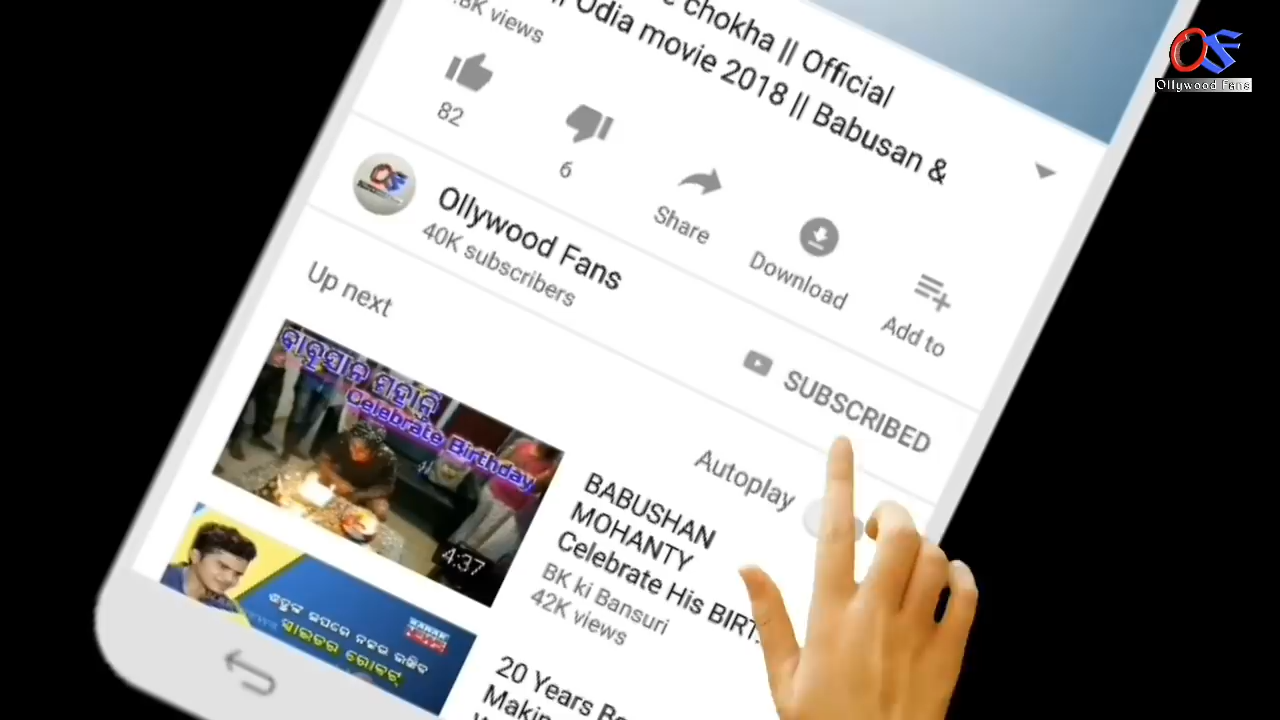 chokha || Official
Odia movie 2018 || Babusan &
8K views
82
6
Share
Download
Add to
Ollywood Fans
40K subscribers
SUBSCRIBED
Up next
Autoplay
ବାବୁସାନ ମହାନ୍ତି
Celebrate Birthday
4:37
BABUSHAN
MOHANTY
Celebrate His BIRT
BK ki Bansuri
42K views
20 Years
Ollywood Fans